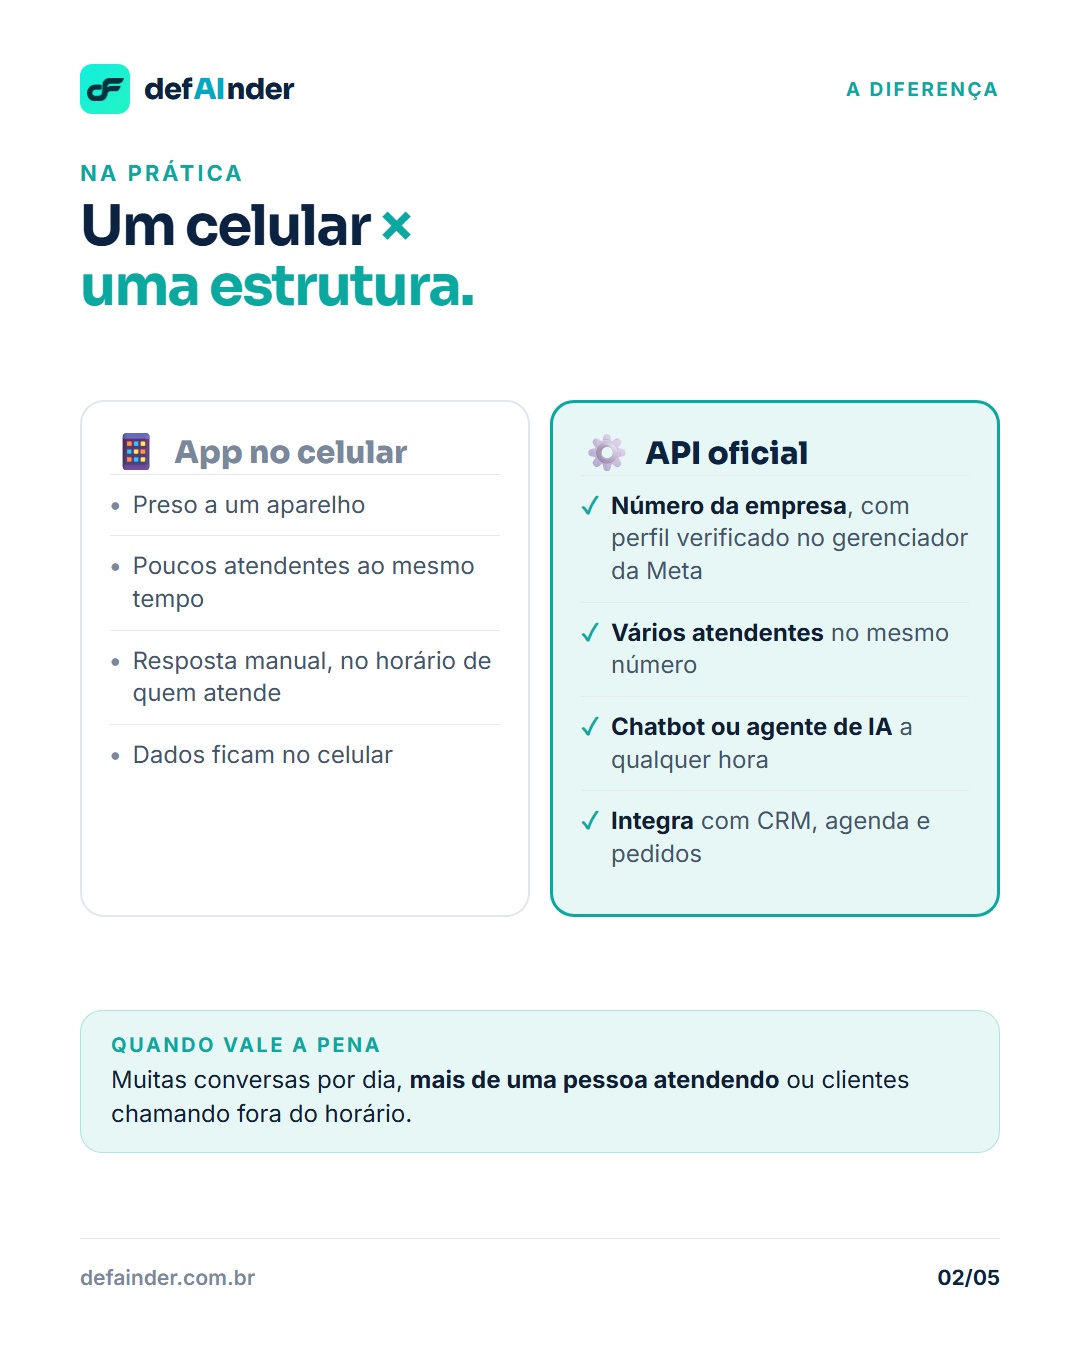 defAInder
A DIFERENÇA
NA PRÁTICA
Um celular ×
uma estrutura.
App no celular
• Preso a um aparelho
• Poucos atendentes ao mesmo
tempo
• Resposta manual, no horário de
quem atende
• Dados ficam no celular
API oficial
✓ Número da empresa, com
perfil verificado no gerenciador
da Meta
✓ Vários atendentes no mesmo
número
✓ Chatbot ou agente de IA a
qualquer hora
✓ Integra com CRM, agenda e
pedidos
QUANDO VALE A PENA
Muitas conversas por dia, mais de uma pessoa atendendo ou clientes
chamando fora do horário.
defainder.com.br
02/05